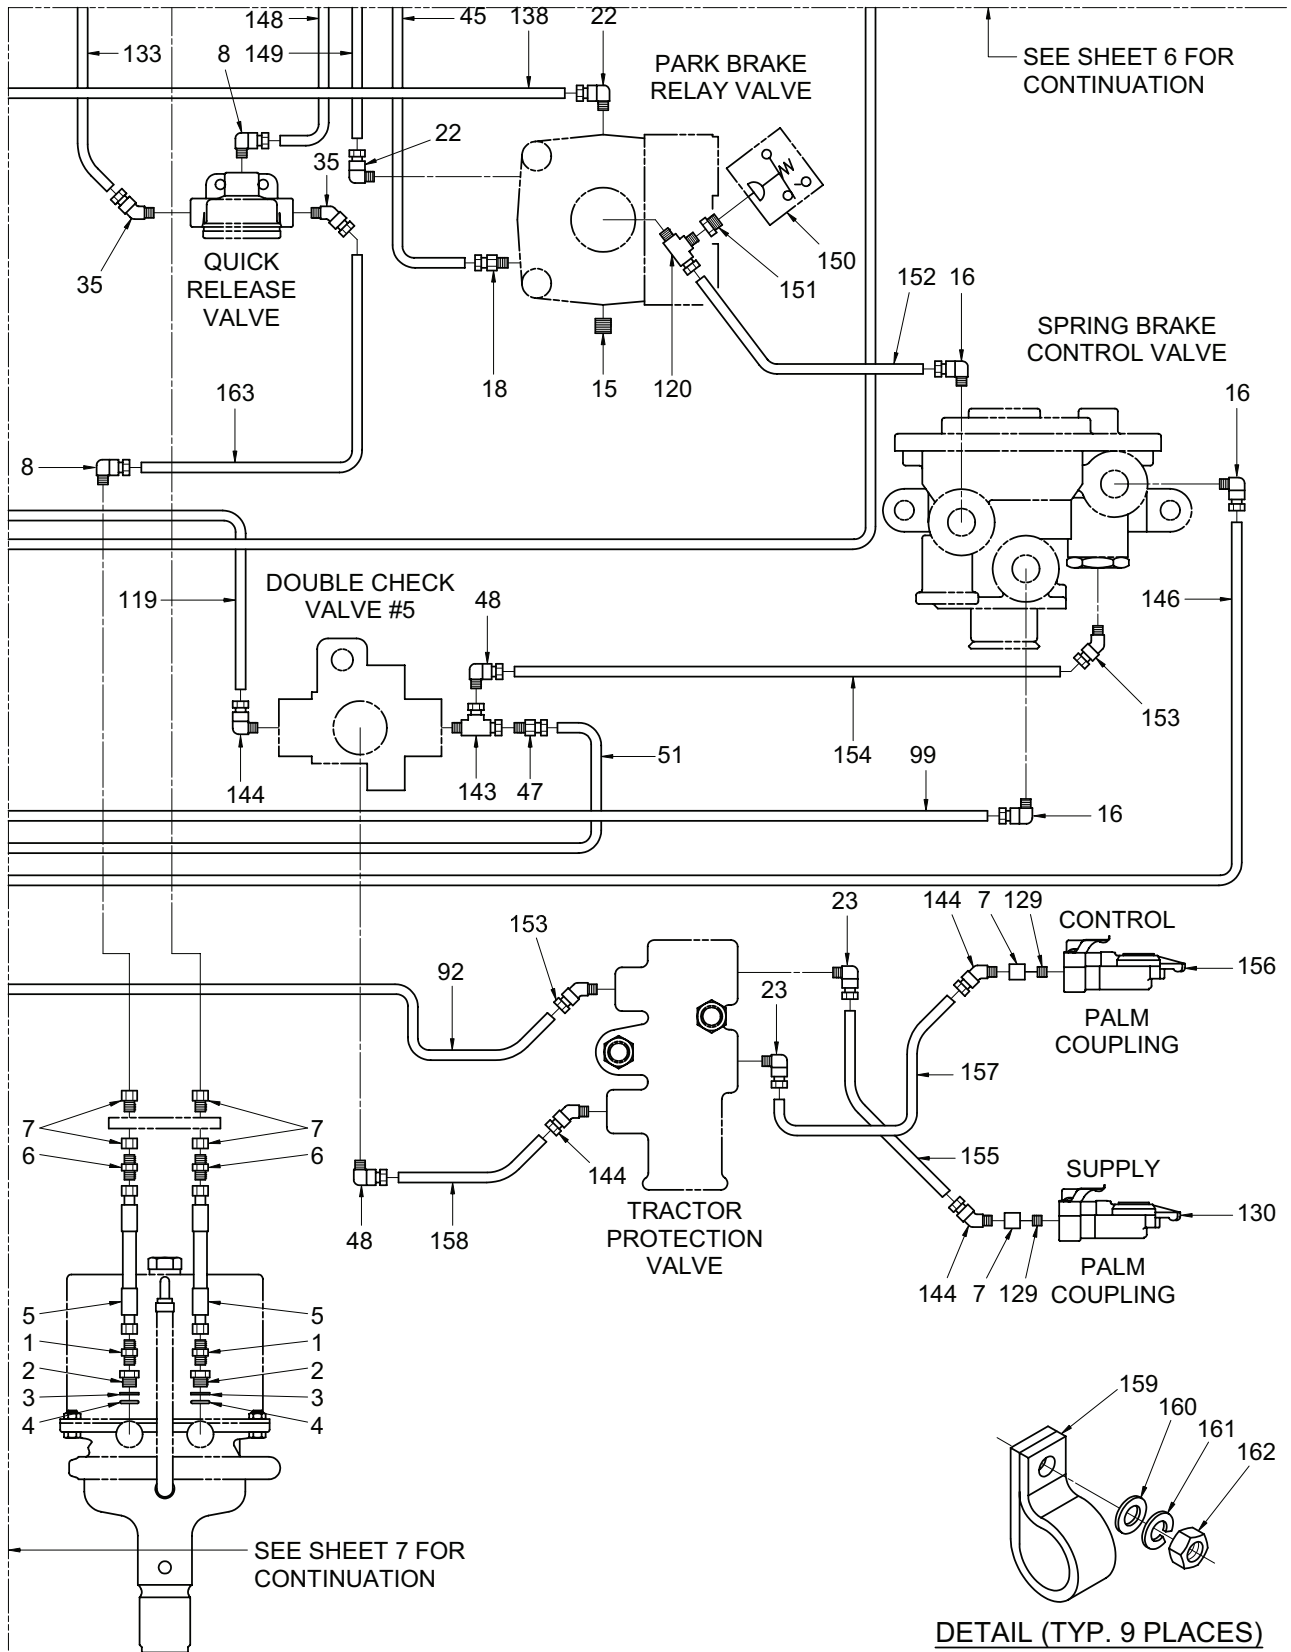 148
45
138
22
133
8
149
PARK BRAKE
RELAY VALVE
SEE SHEET 6 FOR
CONTINUATION
22
35
35
QUICK
RELEASE
VALVE
150
151
152
16
18
15
120
SPRING BRAKE
CONTROL VALVE
16
163
8
119
DOUBLE CHECK
VALVE #5
48
146
153
144
143
47
51
154
99
16
23
144
7
129
CONTROL
153
92
23
156
PALM
COUPLING
157
7
7
6
6
144
155
SUPPLY
130
48
158
TRACTOR
PROTECTION
VALVE
144
7
129
PALM
COUPLING
5
5
1
1
2
2
3
3
4
4
159
160
161
162
SEE SHEET 7 FOR
CONTINUATION
DETAIL (TYP. 9 PLACES)